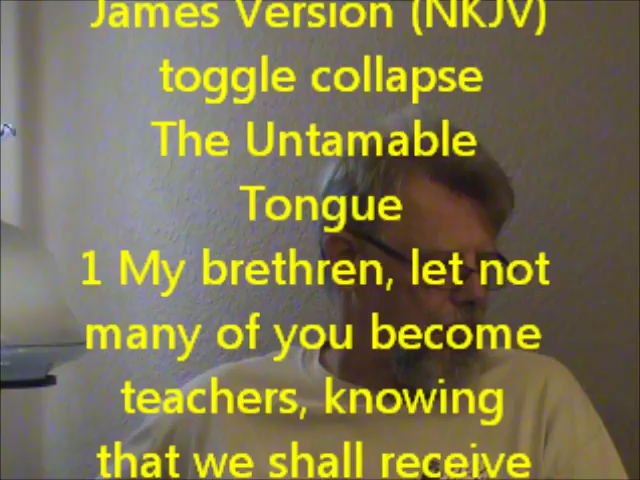 James Version (NKJV)
toggle collapse
The Untamable
Tongue
1 My brethren, let not
many of you become
teachers, knowing
that we shall receive